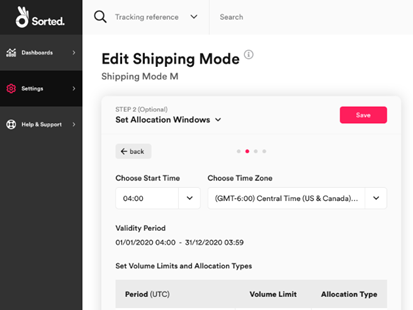 Sorted.
Tracking reference
Search
Dashboards
Settings
Help & Support
Edit Shipping Mode
Shipping Mode M
STEP 2 (Optional)
Set Allocation Windows
Save
back
Choose Start Time
Choose Time Zone
04:00
(GMT-6:00) Central Time (US & Canada)...
Validity Period
01/01/2020 04:00 - 31/12/2020 03:59
Set Volume Limits and Allocation Types
Period (UTC)
Volume Limit
Allocation Type